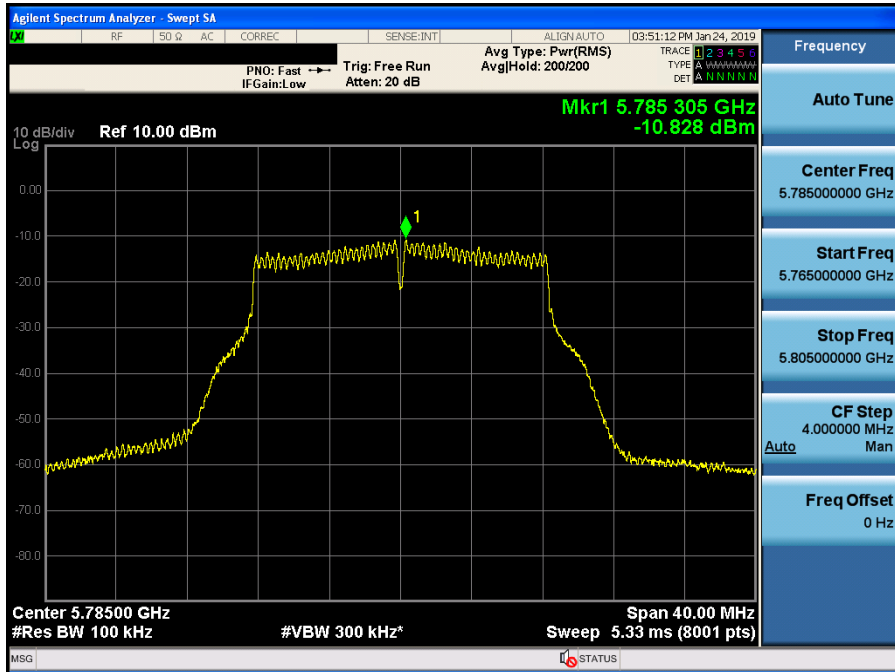 Agilent Spectrum Analyzer - Swept SA
LXI RF 50 Ω AC CORREC SENSE:INT ALIGN AUTO 03:51:12 PM Jan 24, 2019
PNO: Fast
IFGain:Low
Trig: Free Run
Atten: 20 dB
Avg Type: Pwr(RMS)
Avg|Hold: 200/200
TRACE 1 2 3 4 5 6
TYPE A WWWWW
DET A N N N N N
Mkr1 5.785 305 GHz
-10.828 dBm
10 dB/div Ref 10.00 dBm
Log
0.00
-10.0
-20.0
-30.0
-40.0
-50.0
-60.0
-70.0
-80.0
1
Center 5.78500 GHz Span 40.00 MHz
#Res BW 100 kHz #VBW 300 kHz* Sweep 5.33 ms (8001 pts)
MSG STATUS
Frequency
Auto Tune
Center Freq
5.785000000 GHz
Start Freq
5.765000000 GHz
Stop Freq
5.805000000 GHz
CF Step
4.000000 MHz
Auto Man
Freq Offset
0 Hz